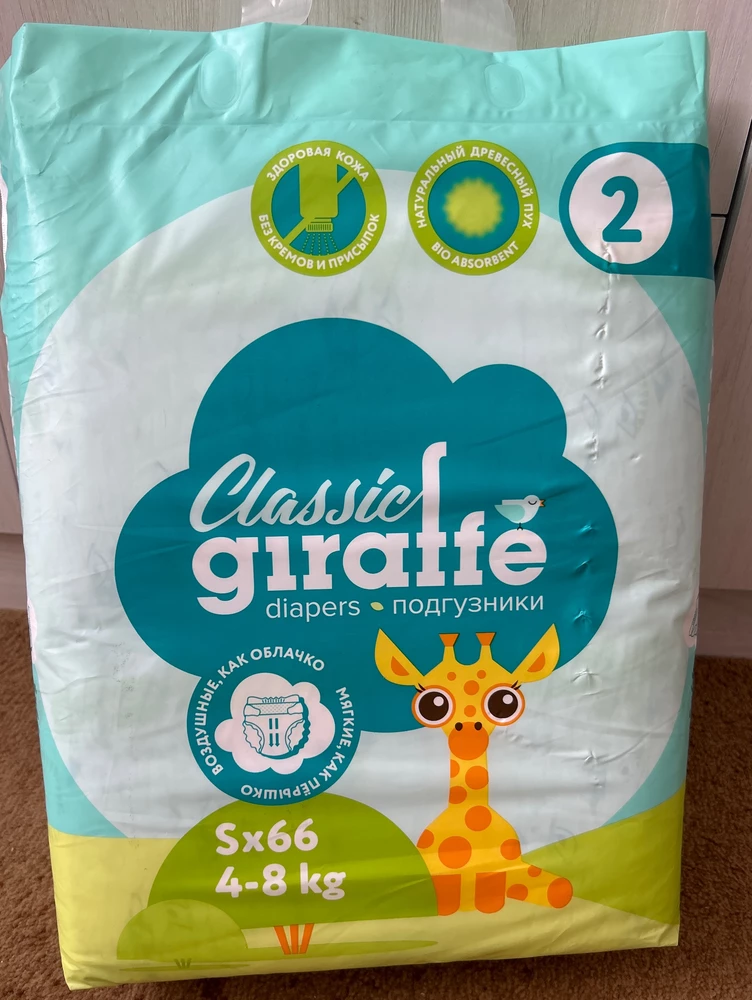 ЗДОРОВАЯ КОЖА
БЕЗ КРЕМОВ И ПРИСЫПОК
НАТУРАЛЬНЫЙ ДРЕВЕСНЫЙ ПУХ
BIO ABSORBENT
2
Classic
giraffe
diapers • подгузники
ВОЗДУШНЫЕ, КАК ОБЛАЧКО
МЯГКИЕ, КАК ПЁРЫШКО
Sx66
4-8 kg